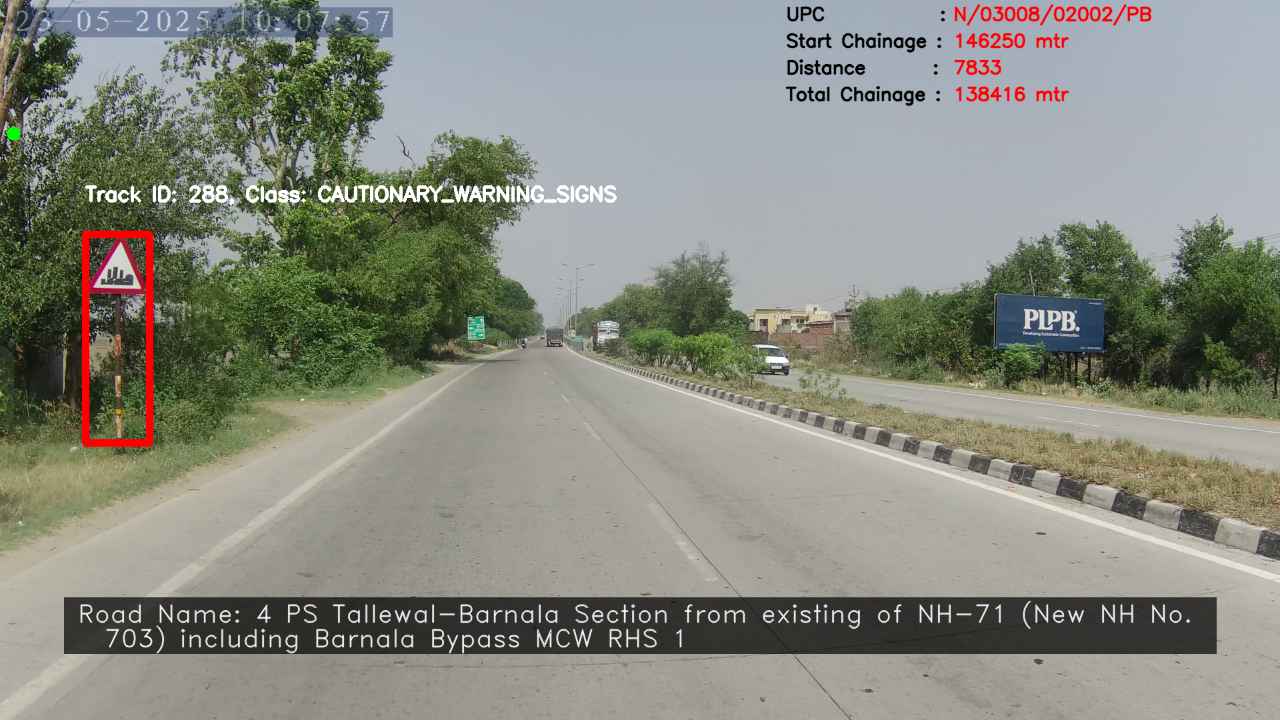 23-05-2025 10:07:57
UPC : N/03008/02002/PB
Start Chainage : 146250 mtr
Distance : 7833
Total Chainage : 138416 mtr
Track ID: 288, Class: CAUTIONARY_WARNING_SIGNS
PLPB.
Road Name: 4 PS Tallewal-Barnala Section from existing of NH-71 (New NH No.
703) including Barnala Bypass MCW RHS 1